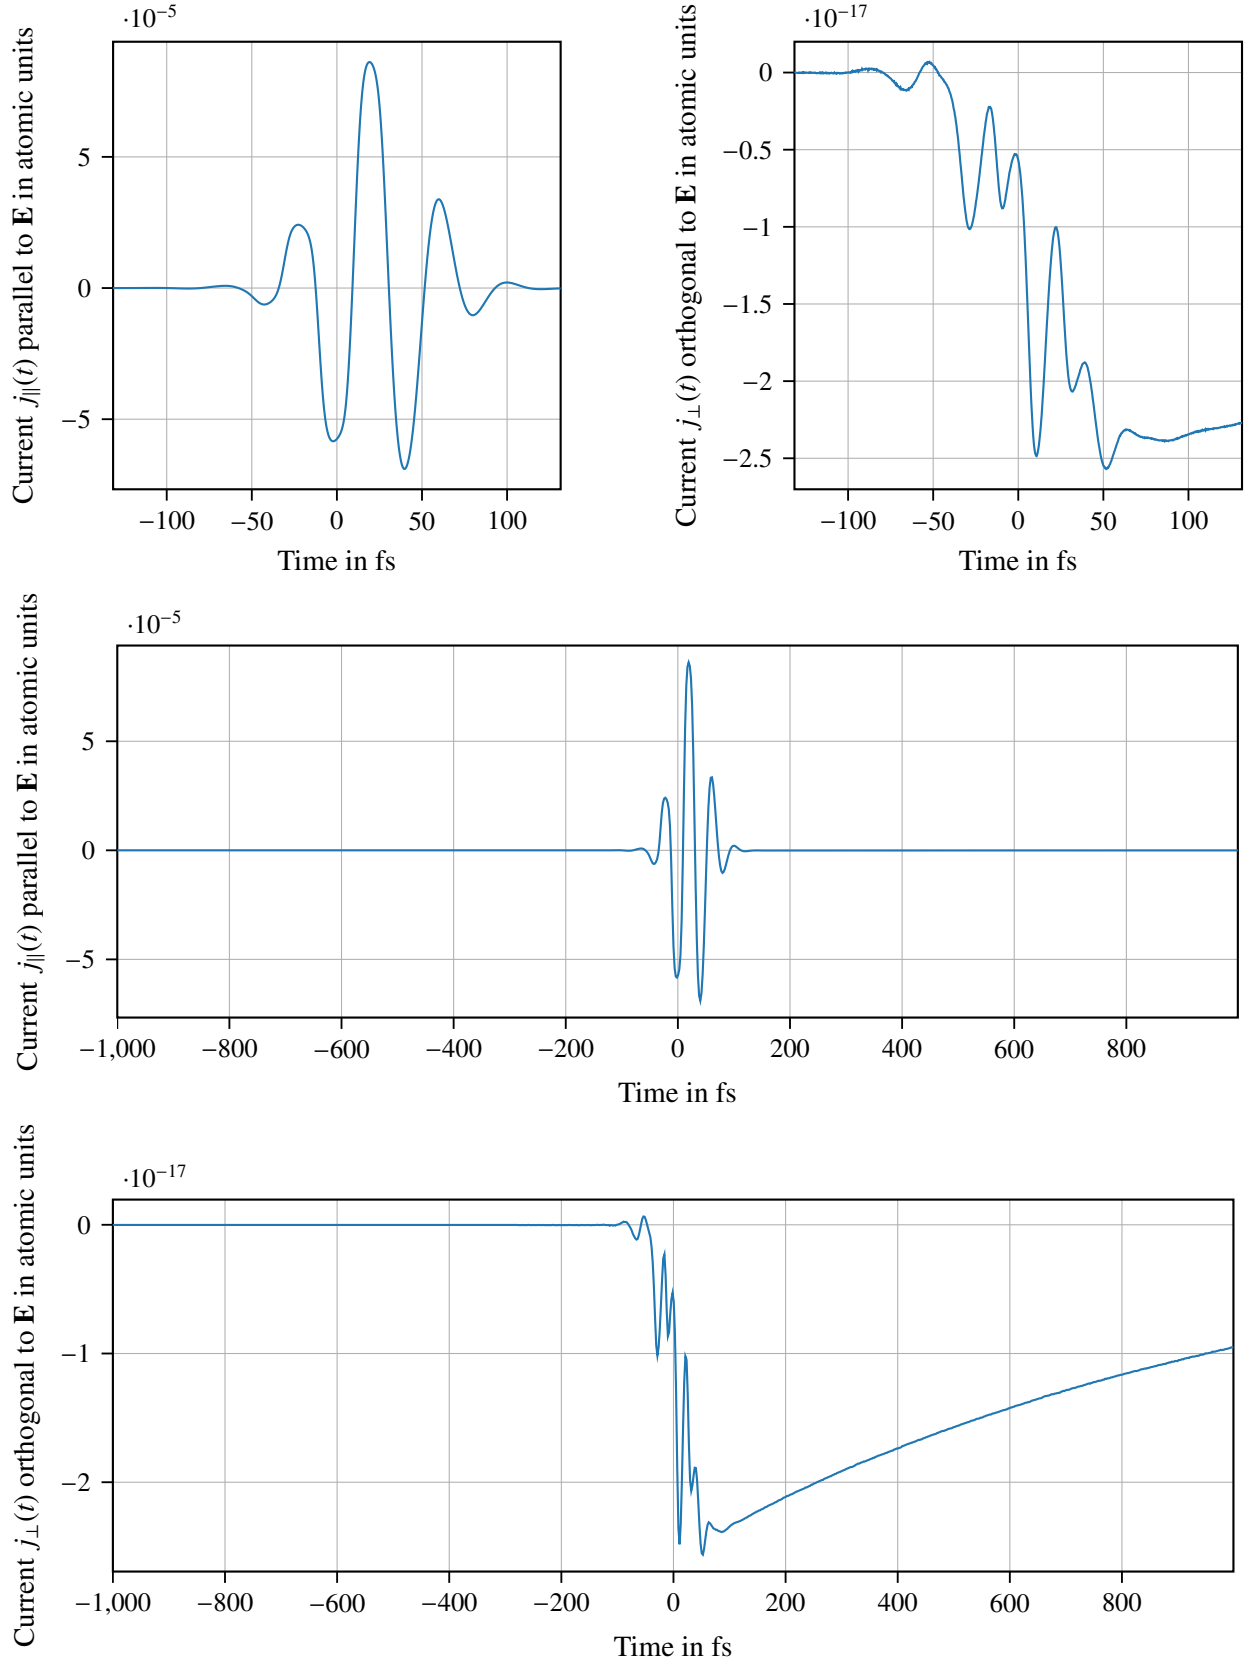 ·10⁻⁵
Current j∥(t) parallel to E in atomic units
5
0
−5
−100 −50 0 50 100
Time in fs
·10⁻¹⁷
Current j⊥(t) orthogonal to E in atomic units
0
−0.5
−1
−1.5
−2
−2.5
−100 −50 0 50 100
Time in fs
·10⁻⁵
Current j∥(t) parallel to E in atomic units
5
0
−5
−1,000 −800 −600 −400 −200 0 200 400 600 800
Time in fs
·10⁻¹⁷
Current j⊥(t) orthogonal to E in atomic units
0
−1
−2
−1,000 −800 −600 −400 −200 0 200 400 600 800
Time in fs